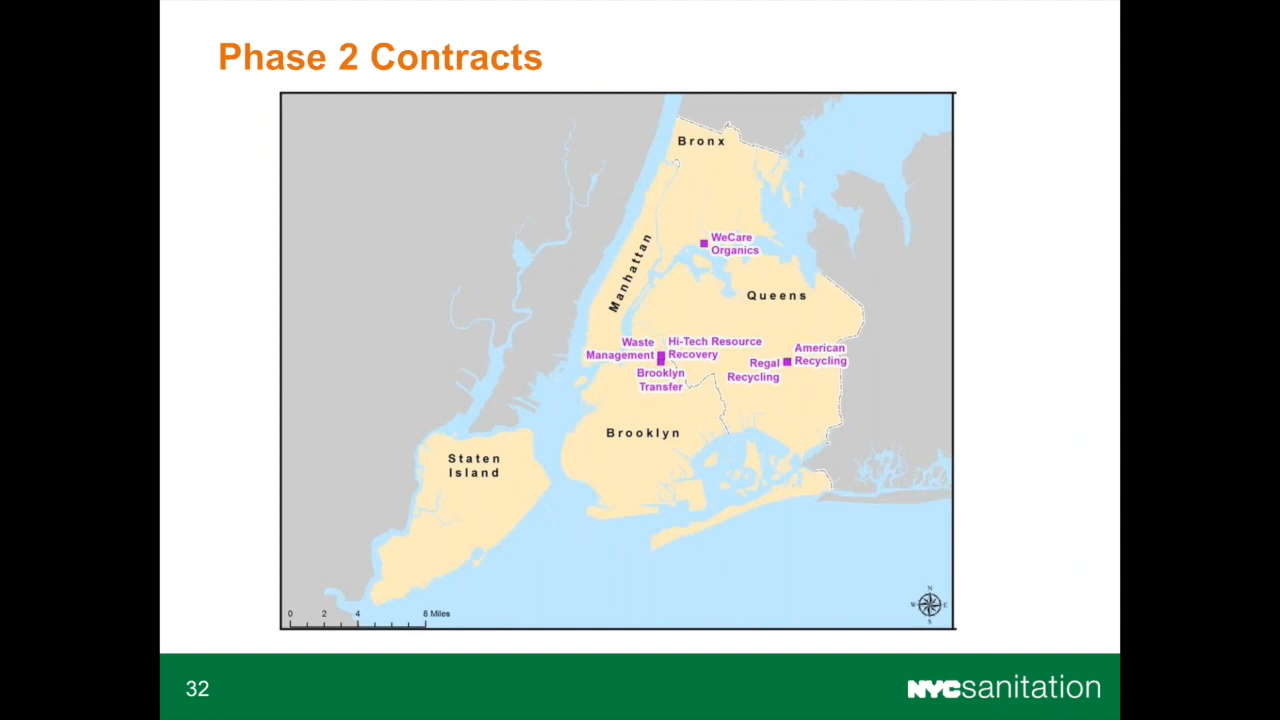 Phase 2 Contracts
Bronx
WeCare
Organics
Manhattan
Queens
Waste
Management
Hi-Tech Resource
Recovery
Brooklyn
Transfer
American
Recycling
Regal
Recycling
Brooklyn
Staten
Island
0 2 4 8 Miles
N
W E
S
32
NYCsanitation